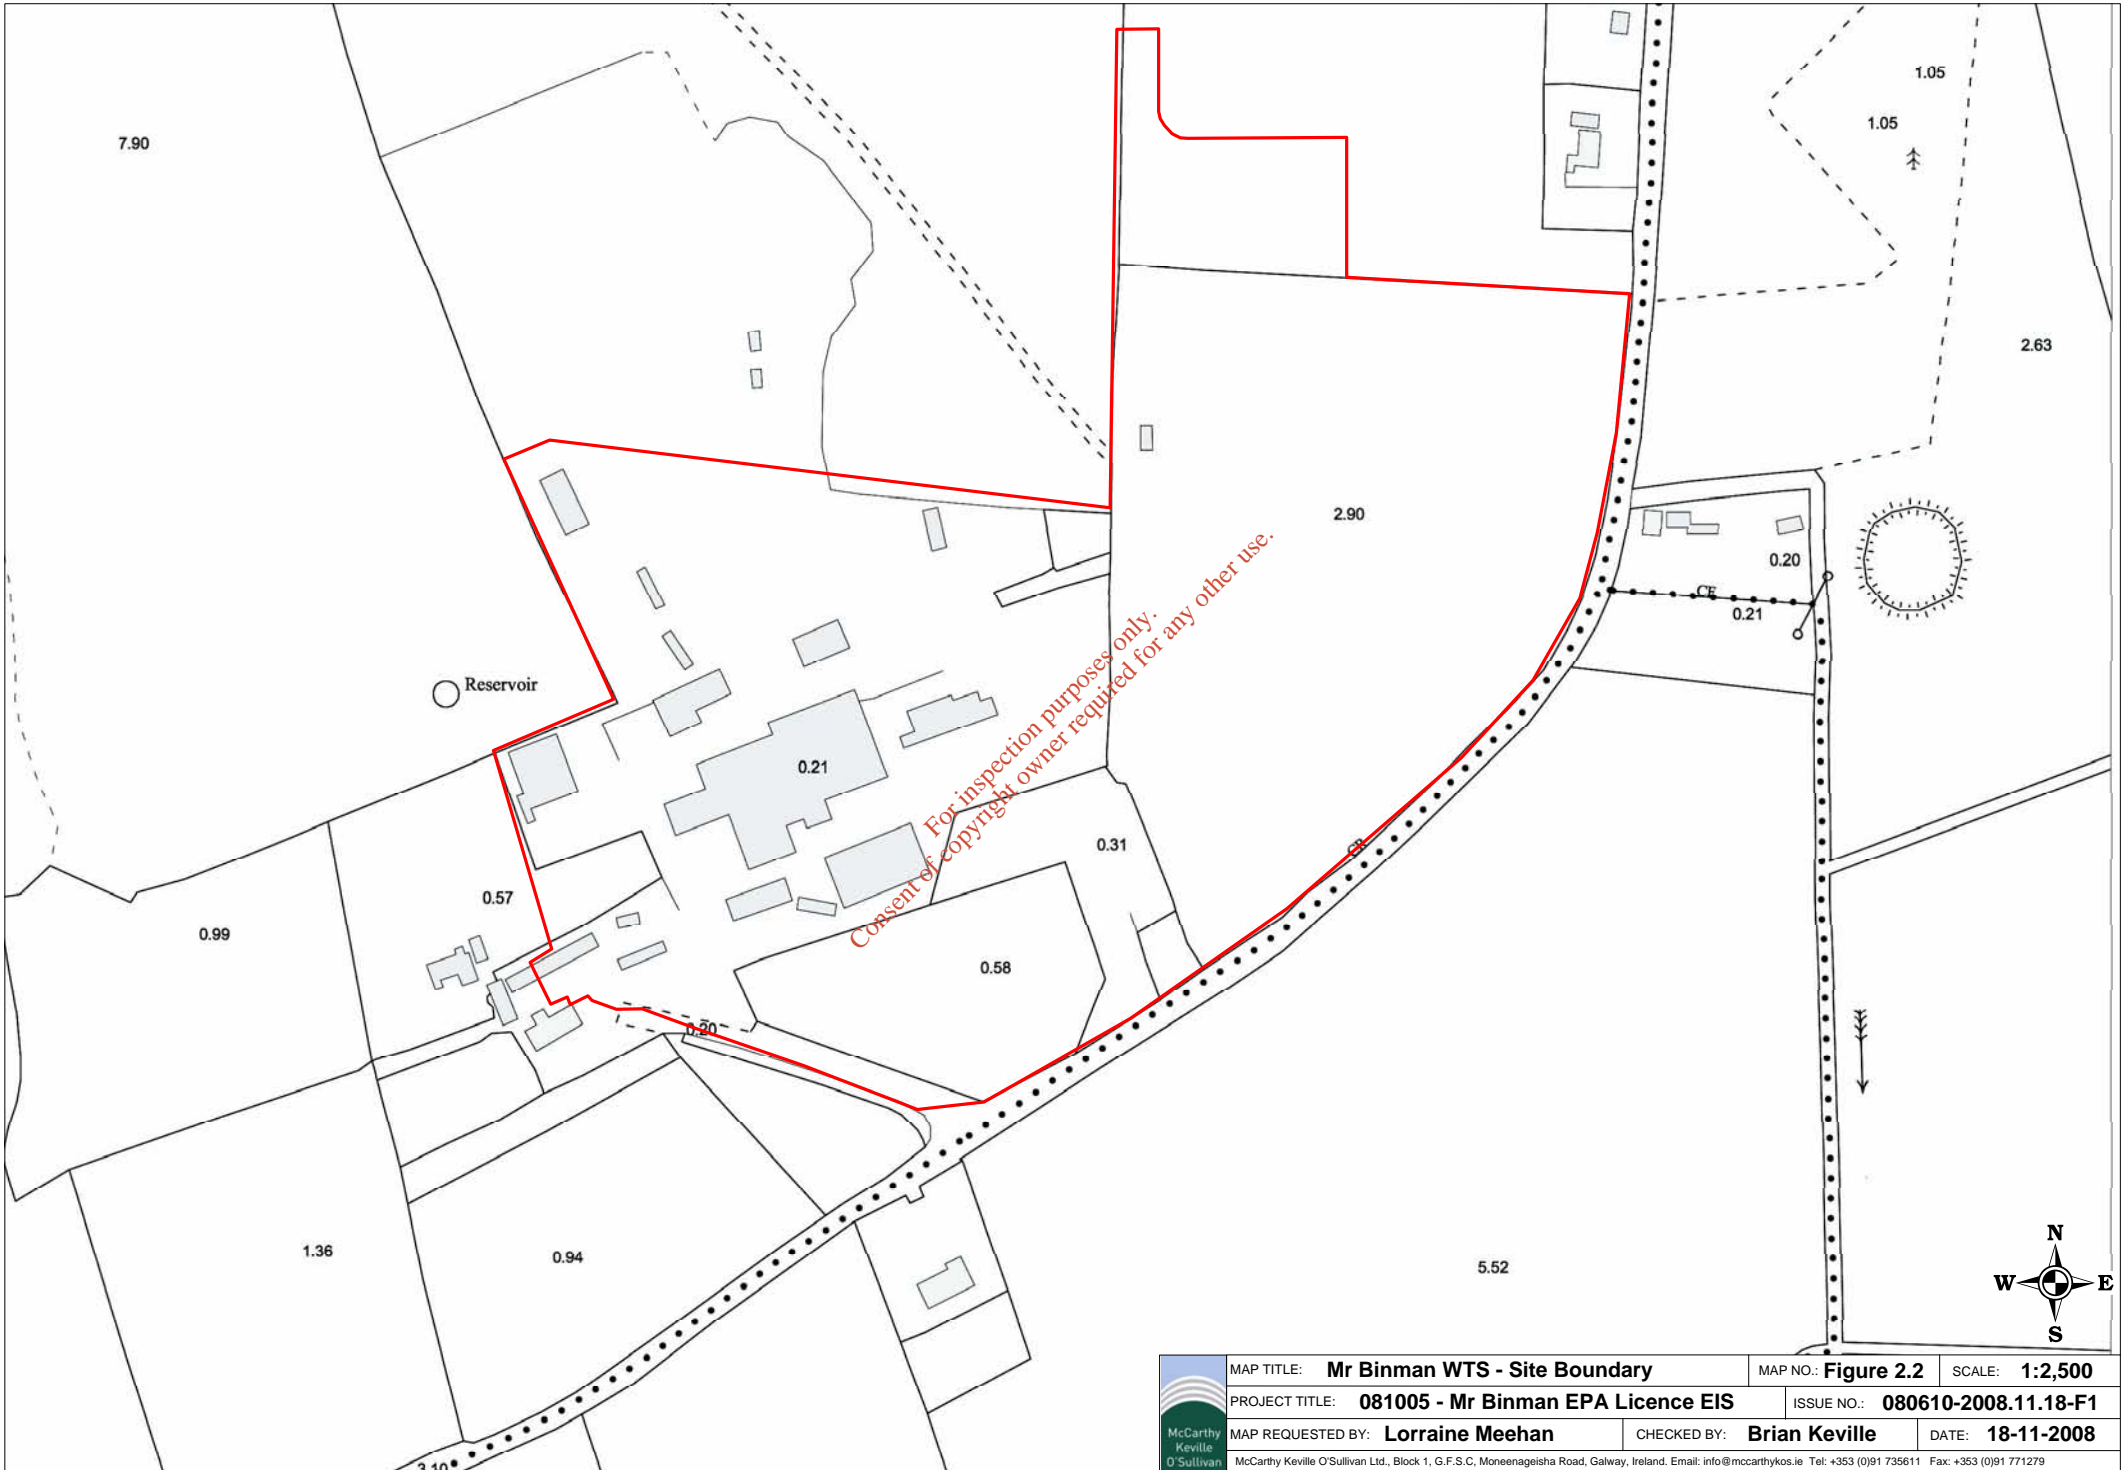 7.90
1.05
1.05
2.63
2.90
0.20
CF
0.21
Reservoir
0.21
0.31
0.57
0.99
0.58
0.20
1.36
0.94
5.52
3.10
For inspection purposes only.
Consent of copyright owner required for any other use.
N
W E
S
MAP TITLE: Mr Binman WTS - Site Boundary MAP NO.: Figure 2.2 SCALE: 1:2,500
PROJECT TITLE: 081005 - Mr Binman EPA Licence EIS ISSUE NO.: 080610-2008.11.18-F1
MAP REQUESTED BY: Lorraine Meehan CHECKED BY: Brian Keville DATE: 18-11-2008
McCarthy
Keville
O'Sullivan
McCarthy Keville O'Sullivan Ltd., Block 1, G.F.S.C, Moneenageisha Road, Galway, Ireland. Email: info@mccarthykos.ie Tel: +353 (0)91 735611 Fax: +353 (0)91 771279